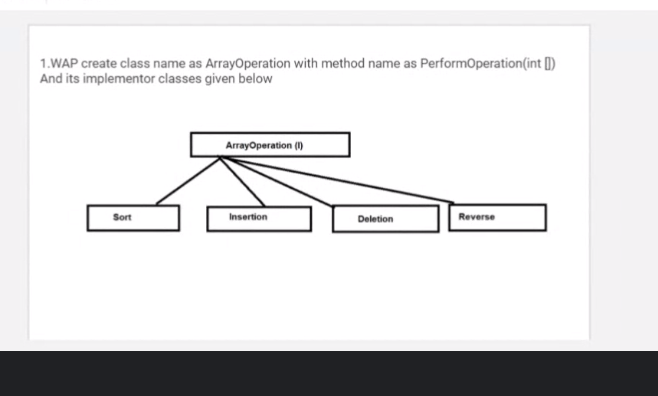 1.WAP create class name as ArrayOperation with method name as PerformOperation(int [])
And its implementor classes given below
ArrayOperation (I)
Sort
Insertion
Deletion
Reverse